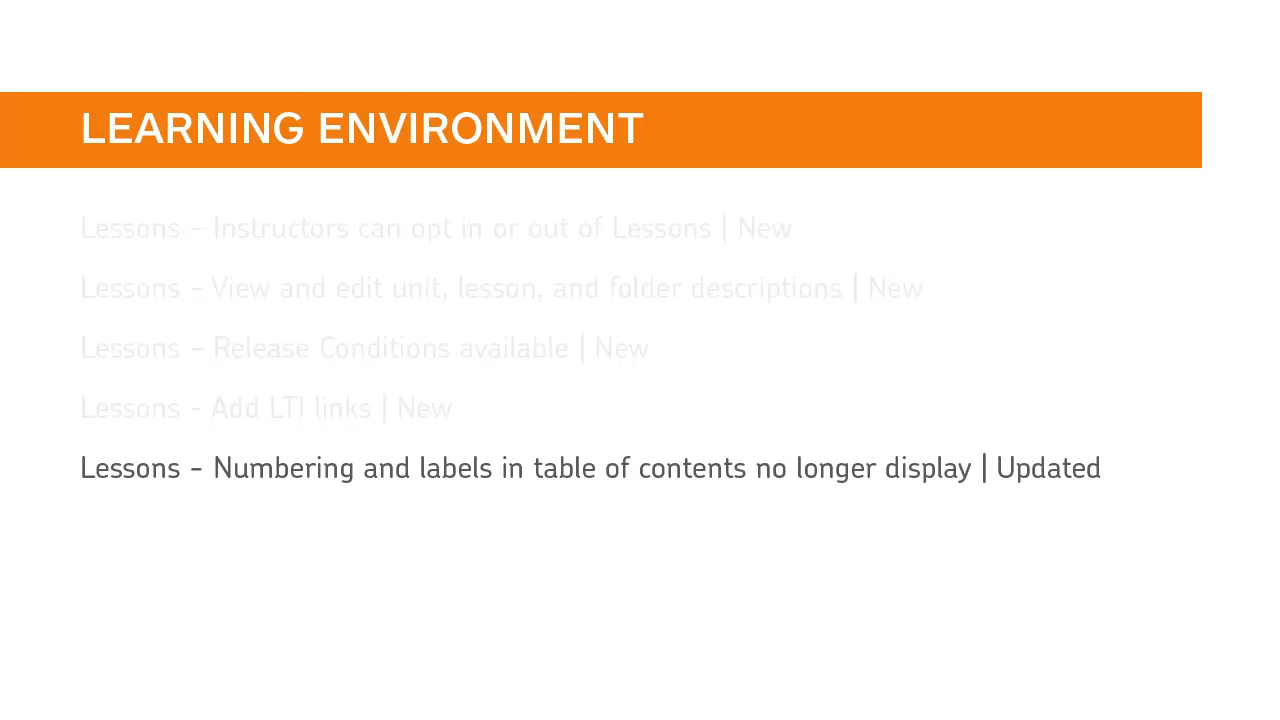 LEARNING ENVIRONMENT
Lessons - Instructors can opt in or out of Lessons | New
Lessons - View and edit unit, lesson, and folder descriptions | New
Lessons - Release Conditions available | New
Lessons - Add LTI links | New
Lessons - Numbering and labels in table of contents no longer display | Updated